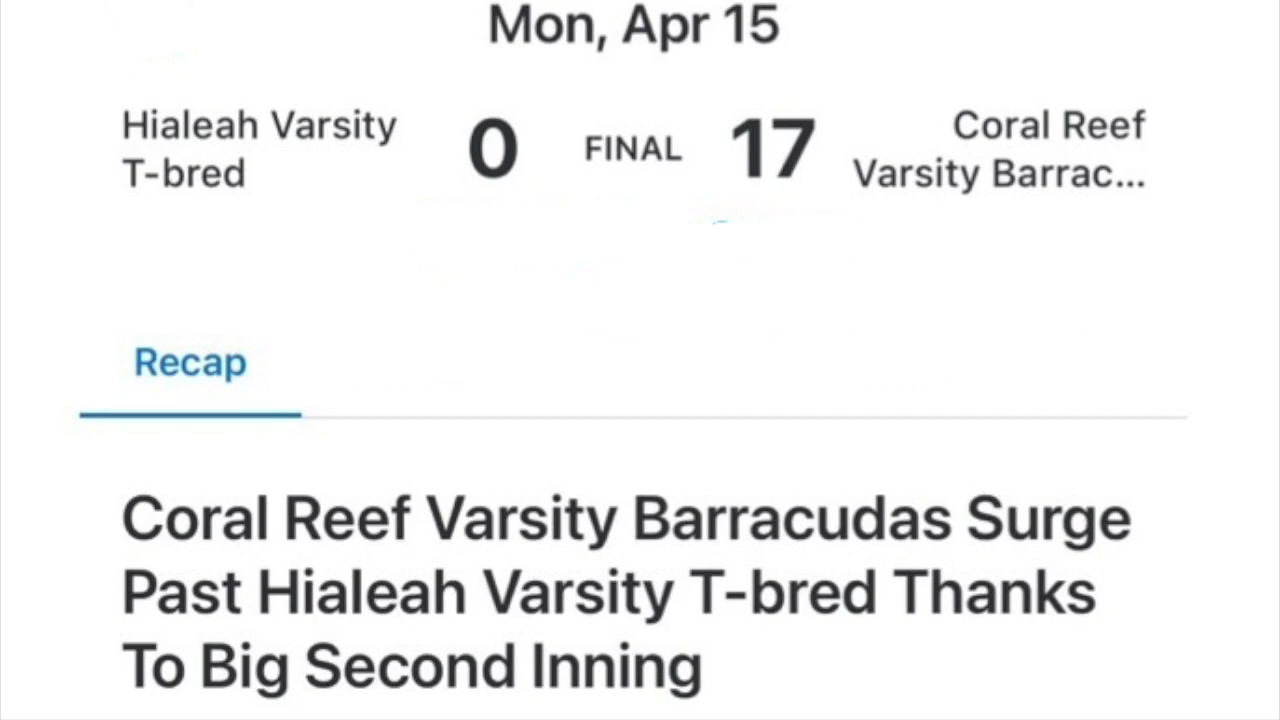 Mon, Apr 15
Hialeah Varsity
T-bred
0
FINAL
17
Coral Reef
Varsity Barrac...
Recap
Coral Reef Varsity Barracudas Surge
Past Hialeah Varsity T-bred Thanks
To Big Second Inning